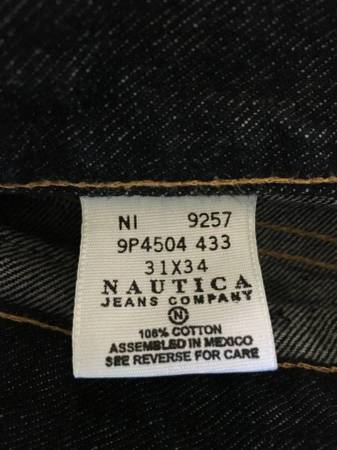 NI 9257
9P4504 433
31X34
NAUTICA
JEANS COMPANY
N
100% COTTON
ASSEMBLED IN MEXICO
SEE REVERSE FOR CARE